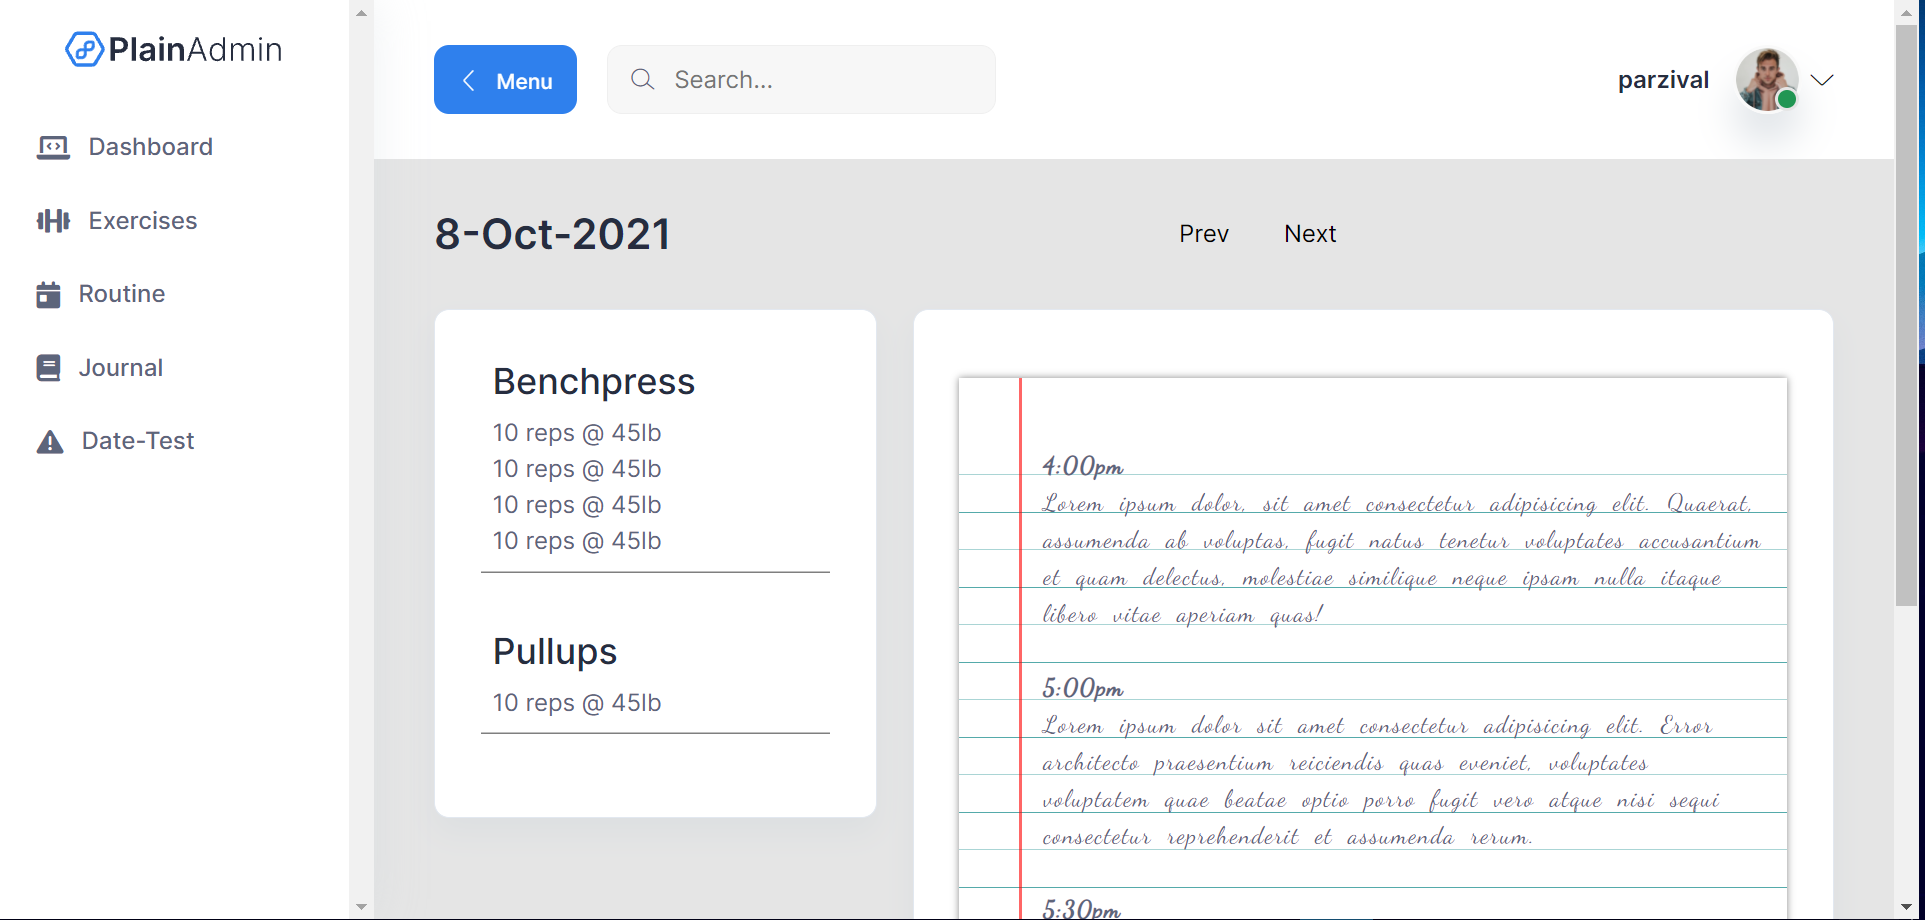 PlainAdmin
Dashboard
Exercises
Routine
Journal
Date-Test
Menu
Search...
parzival
8-Oct-2021
Prev
Next
Benchpress
10 reps @ 45lb
10 reps @ 45lb
10 reps @ 45lb
10 reps @ 45lb
Pullups
10 reps @ 45lb
4:00pm
Lorem ipsum dolor, sit amet consectetur adipisicing elit. Quaerat,
assumenda ab voluptas, fugit natus tenetur voluptates accusantium
et quam delectus, molestiae similique neque ipsam nulla itaque
libero vitae aperiam quas!
5:00pm
Lorem ipsum dolor sit amet consectetur adipisicing elit. Error
architecto praesentium reiciendis quas eveniet, voluptates
voluptatem quae beatae optio porro fugit vero atque nisi sequi
consectetur reprehenderit et assumenda rerum.
5:30pm